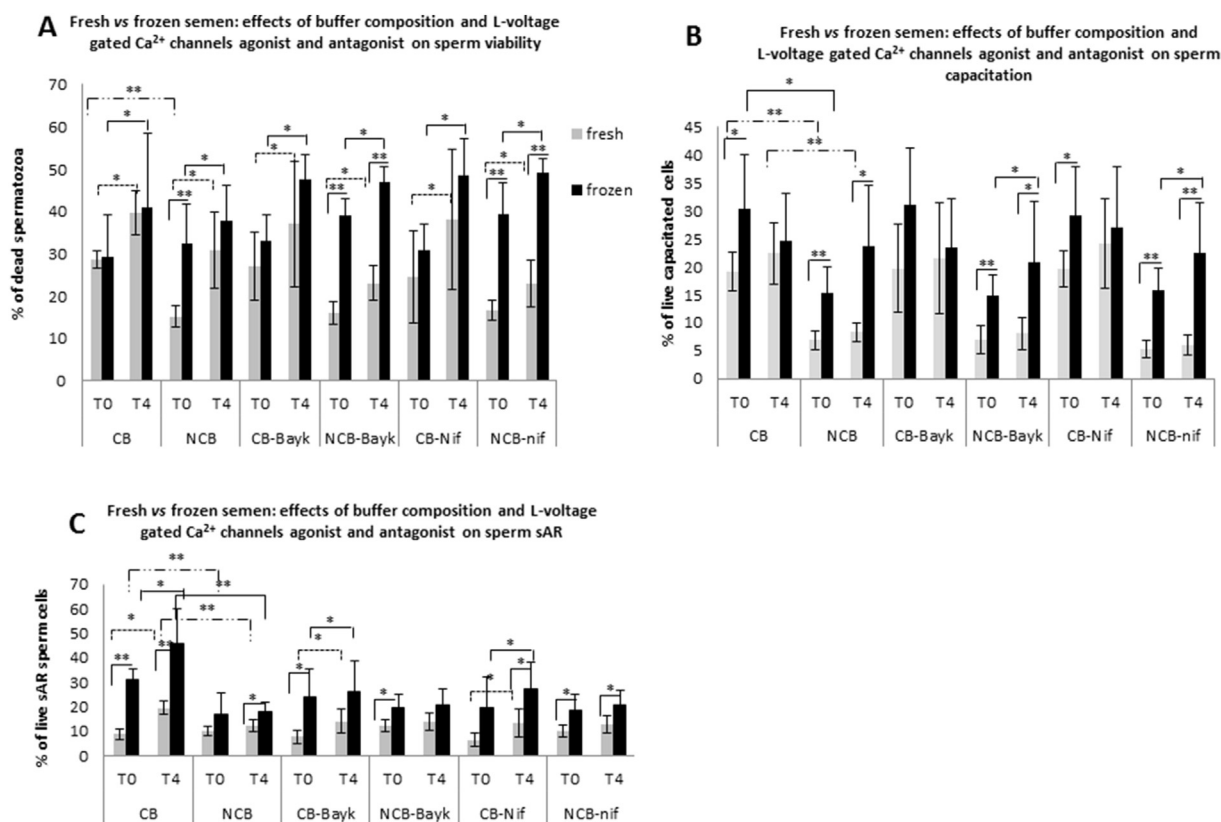 A
Fresh vs frozen semen: effects of buffer composition and L-voltage
gated Ca²⁺ channels agonist and antagonist on sperm viability
% of dead spermatozoa
70
60
50
40
30
20
10
0
** * * * * ** * * * * ** ** * * * * ** **
fresh
frozen
T0 T4 T0 T4 T0 T4 T0 T4 T0 T4 T0 T4
CB NCB CB-Bayk NCB-Bayk CB-Nif NCB-nif
B
Fresh vs frozen semen: effects of buffer composition and
L-voltage gated Ca²⁺ channels agonist and antagonist on sperm
capacitation
% of live capacitated cells
45
40
35
30
25
20
15
10
5
0
* ** * ** ** * * * ** * * ** **
T0 T4 T0 T4 T0 T4 T0 T4 T0 T4 T0 T4
CB NCB CB-Bayk NCB-Bayk CB-Nif NCB-nif
C
Fresh vs frozen semen: effects of buffer composition and L-voltage
gated Ca²⁺ channels agonist and antagonist on sperm sAR
% of live sAR sperm cells
70
60
50
40
30
20
10
0
** * ** ** * ** ** * * * * * * * * * *
T0 T4 T0 T4 T0 T4 T0 T4 T0 T4 T0 T4
CB NCB CB-Bayk NCB-Bayk CB-Nif NCB-nif